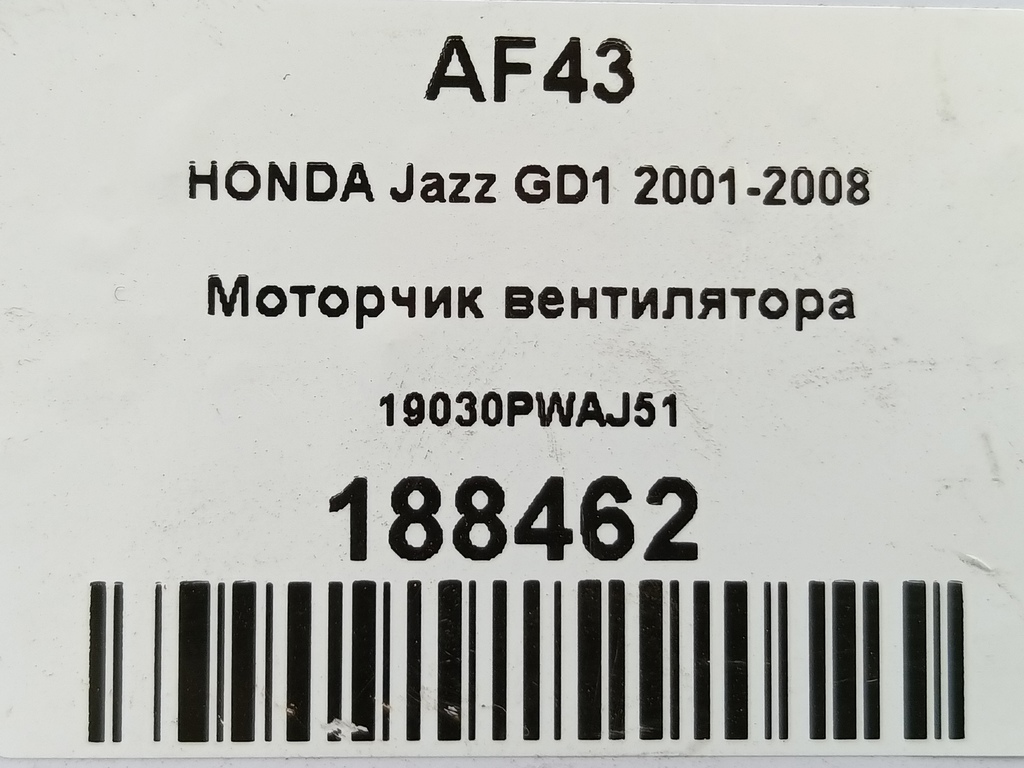 AF43
HONDA Jazz GD1 2001-2008
Моторчик вентилятора
19030PWAJ51
188462